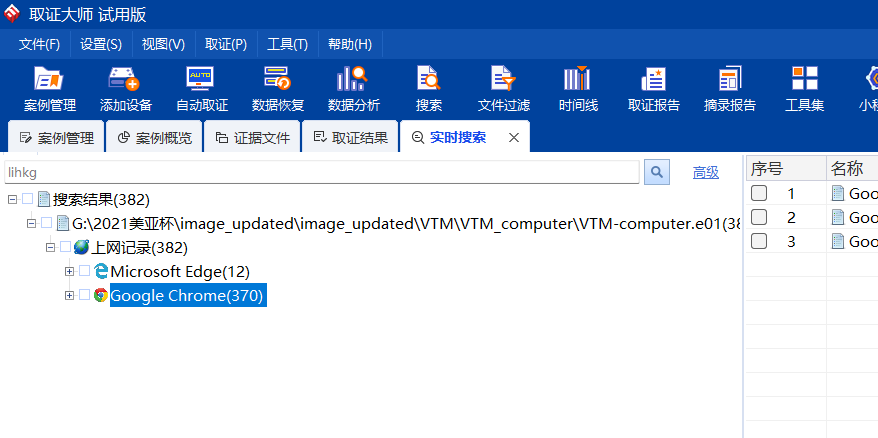 取证大师 试用版
文件(F) 设置(S) 视图(V) 取证(P) 工具(T) 帮助(H)
AUTO
案例管理 添加设备 自动取证 数据恢复 数据分析 搜索 文件过滤 时间线 取证报告 摘录报告 工具集 小
案例管理 案例概览 证据文件 取证结果 实时搜索
lihkg 高级 序号 名称
搜索结果(382) 1 Goo
G:\2021美亚杯\image_updated\image_updated\VTM\VTM_computer\VTM-computer.e01(38 2 Goo
上网记录(382) 3 Goo
Microsoft Edge(12)
Google Chrome(370)